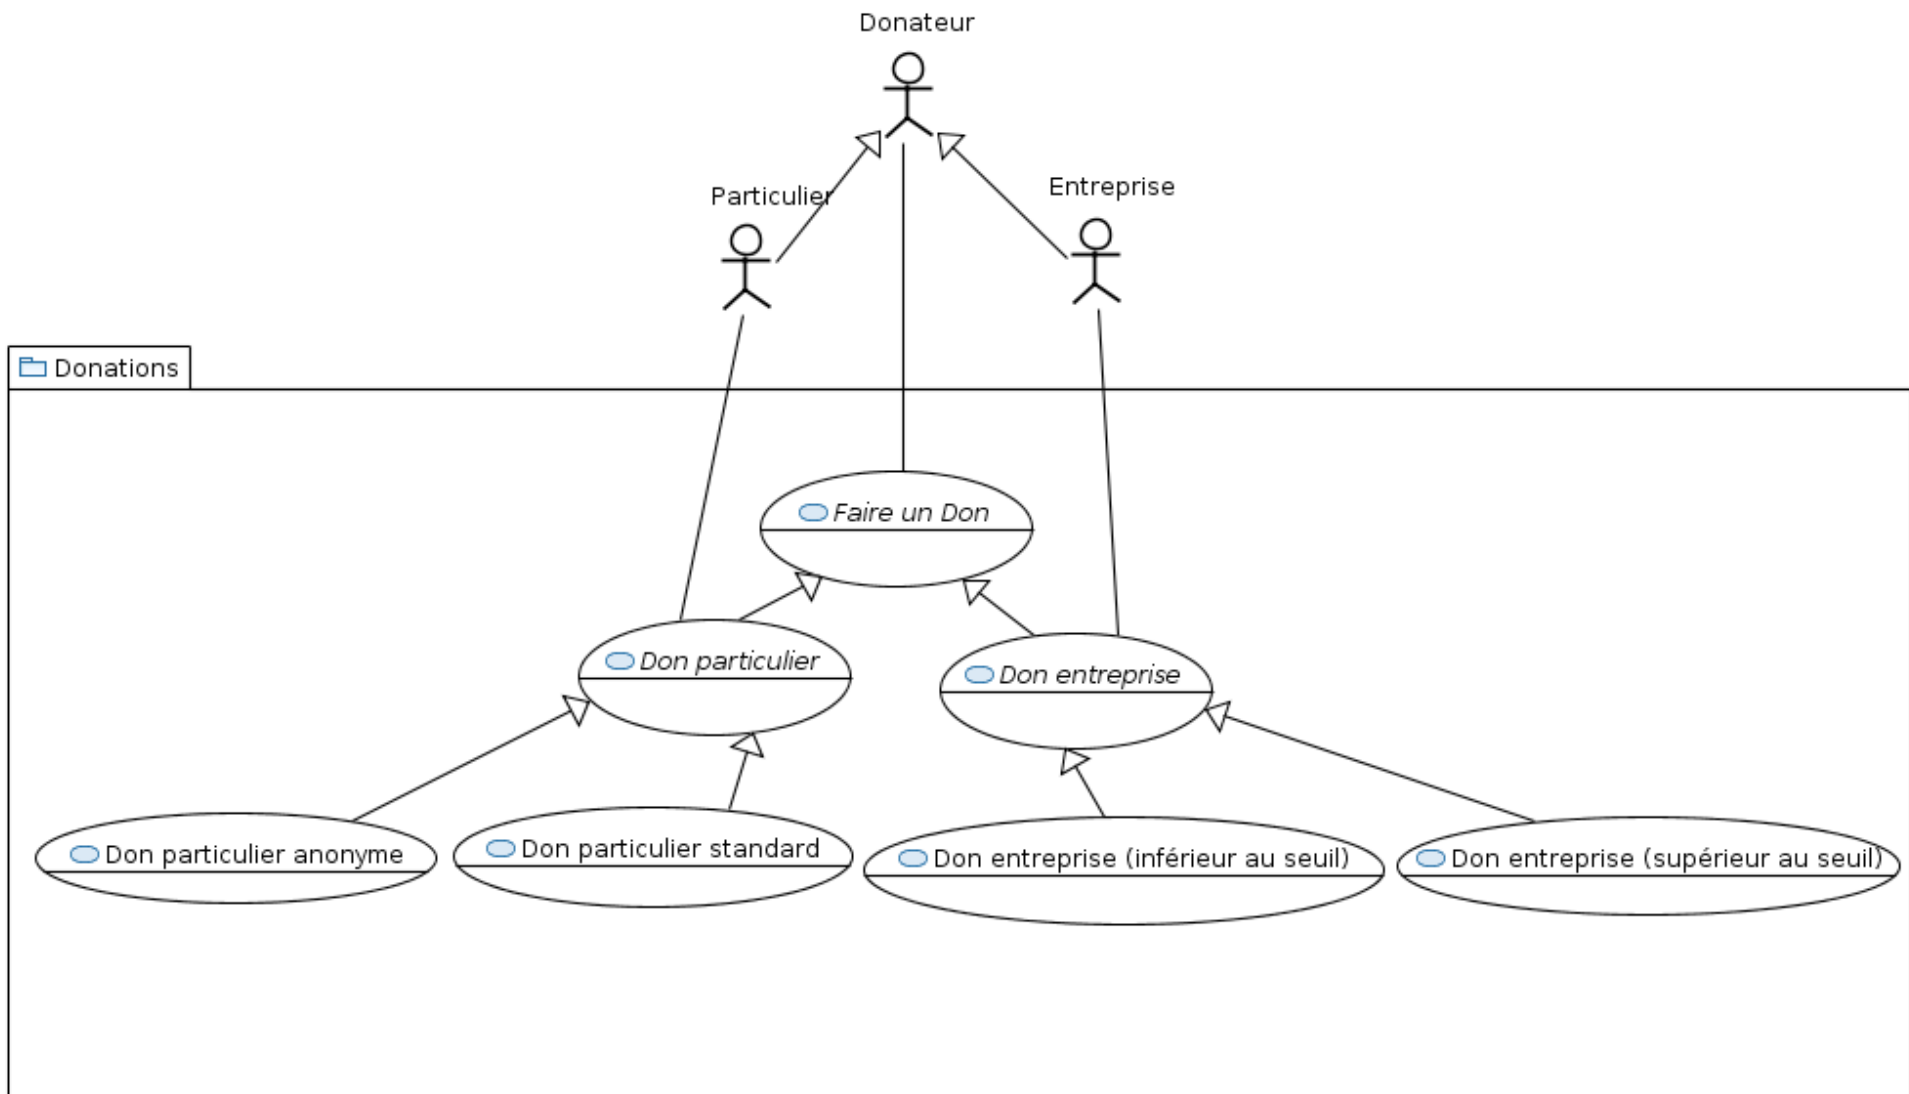 Donateur
Particulier
Entreprise
Donations
Faire un Don
Don particulier
Don entreprise
Don particulier anonyme
Don particulier standard
Don entreprise (inférieur au seuil)
Don entreprise (supérieur au seuil)